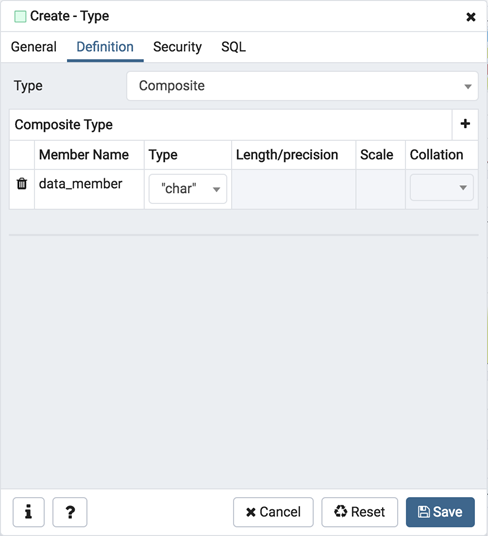 Create - Type
General Definition Security SQL
Type Composite
Composite Type
Member Name Type Length/precision Scale Collation
data_member "char"
i ? Cancel Reset Save